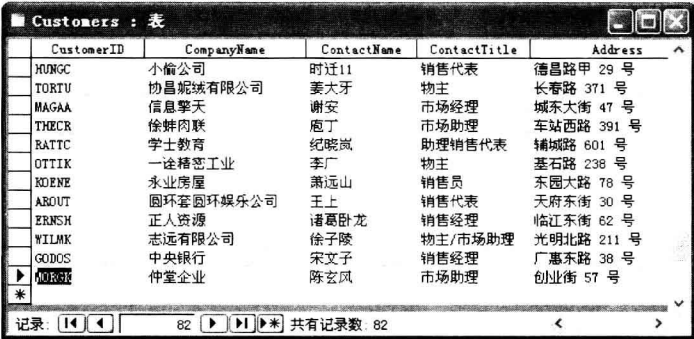 Customers : 表
CustomerID CompanyName ContactName ContactTitle Address
HUNGC 小偷公司 时迁11 销售代表 德昌路甲 29 号
TORTU 协昌妮绒有限公司 姜大牙 物主 长春路 371 号
MAGAA 信息擎天 谢安 市场经理 城东大街 47 号
THECR 徐蚌肉联 庖丁 市场助理 车站西路 391 号
RATTC 学士教育 纪晓岚 助理销售代表 辅城路 601 号
OTTIK 一诠精密工业 李广 物主 基石路 238 号
KOENE 永业房屋 萧远山 销售员 东园大路 78 号
AROUT 圆环套圆环娱乐公司 王上 销售代表 天府东街 30 号
ERNSH 正人资源 诸葛卧龙 销售经理 临江东街 62 号
WILMK 志远有限公司 徐子陵 物主/市场助理 光明北路 211 号
GODOS 中央银行 宋文子 销售经理 广惠东路 38 号
MORGK 仲堂企业 陈玄风 市场助理 创业街 57 号
记录: 82 共有记录数: 82